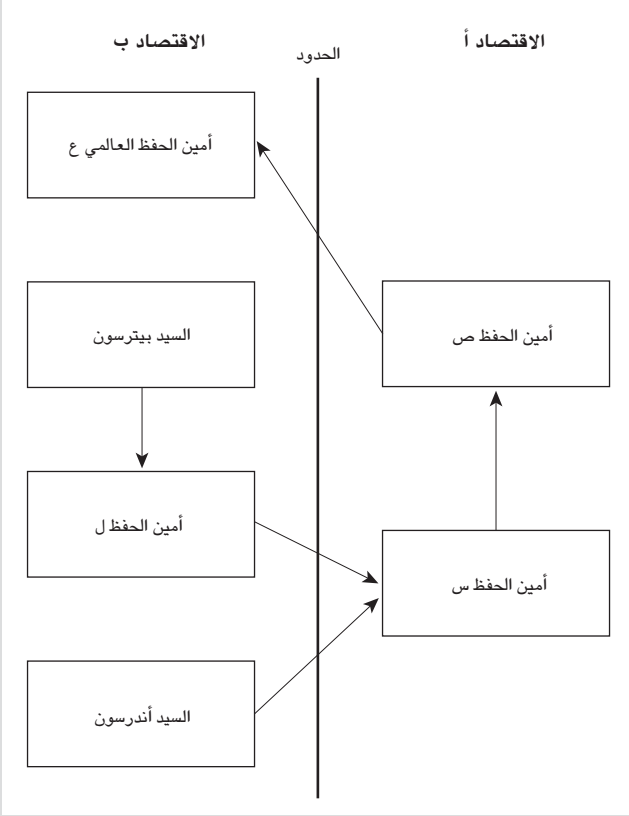 الاقتصاد أ
الحدود
الاقتصاد ب
أمين الحفظ العالمي ع
السيد بيترسون
أمين الحفظ ص
أمين الحفظ ل
أمين الحفظ س
السيد أندرسون